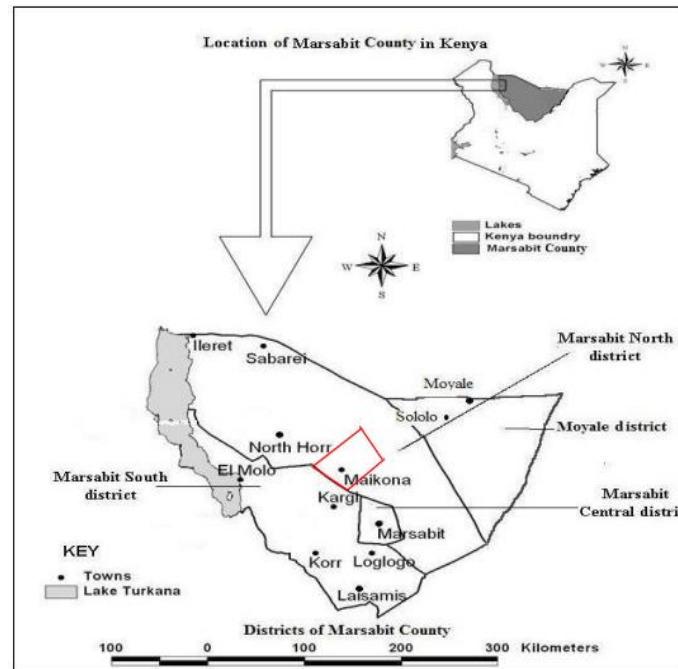 Location of Marsabit County in Kenya
N
W E
S
Lakes
Kenya boundry
Marsabit County
N
W E
S
Ileret
Sabarei
Marsabit North
district
Moyale
Sololo
Moyale district
North Horr
Marsabit South
district
El Molo
Maikona
Kargi
Marsabit
Central distri
Marsabit
KEY
Towns
Lake Turkana
Korr
Loglogo
Laisamis
Districts of Marsabit County
100 0 100 200 300 Kilometers